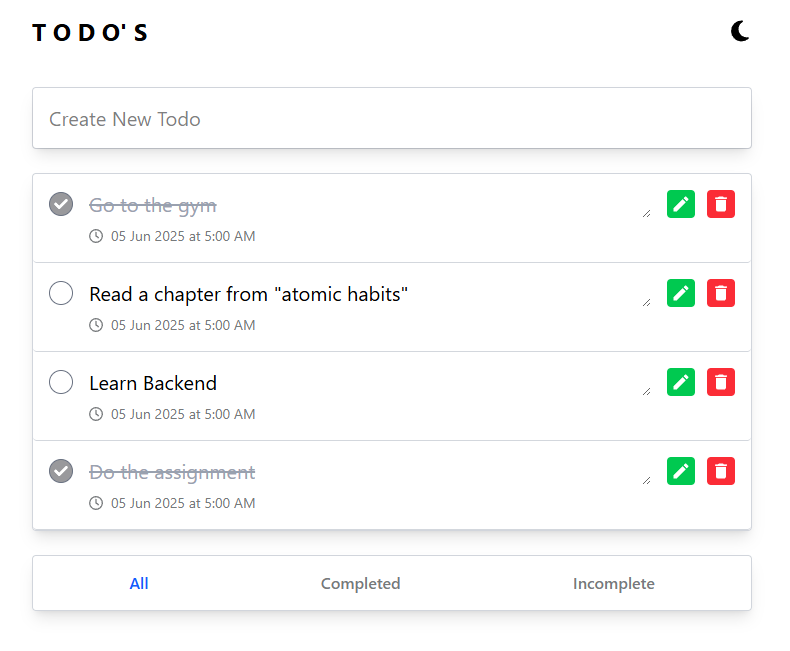 TODO'S
Create New Todo
Go to the gym
05 Jun 2025 at 5:00 AM
Read a chapter from "atomic habits"
05 Jun 2025 at 5:00 AM
Learn Backend
05 Jun 2025 at 5:00 AM
Do the assignment
05 Jun 2025 at 5:00 AM
All Completed Incomplete